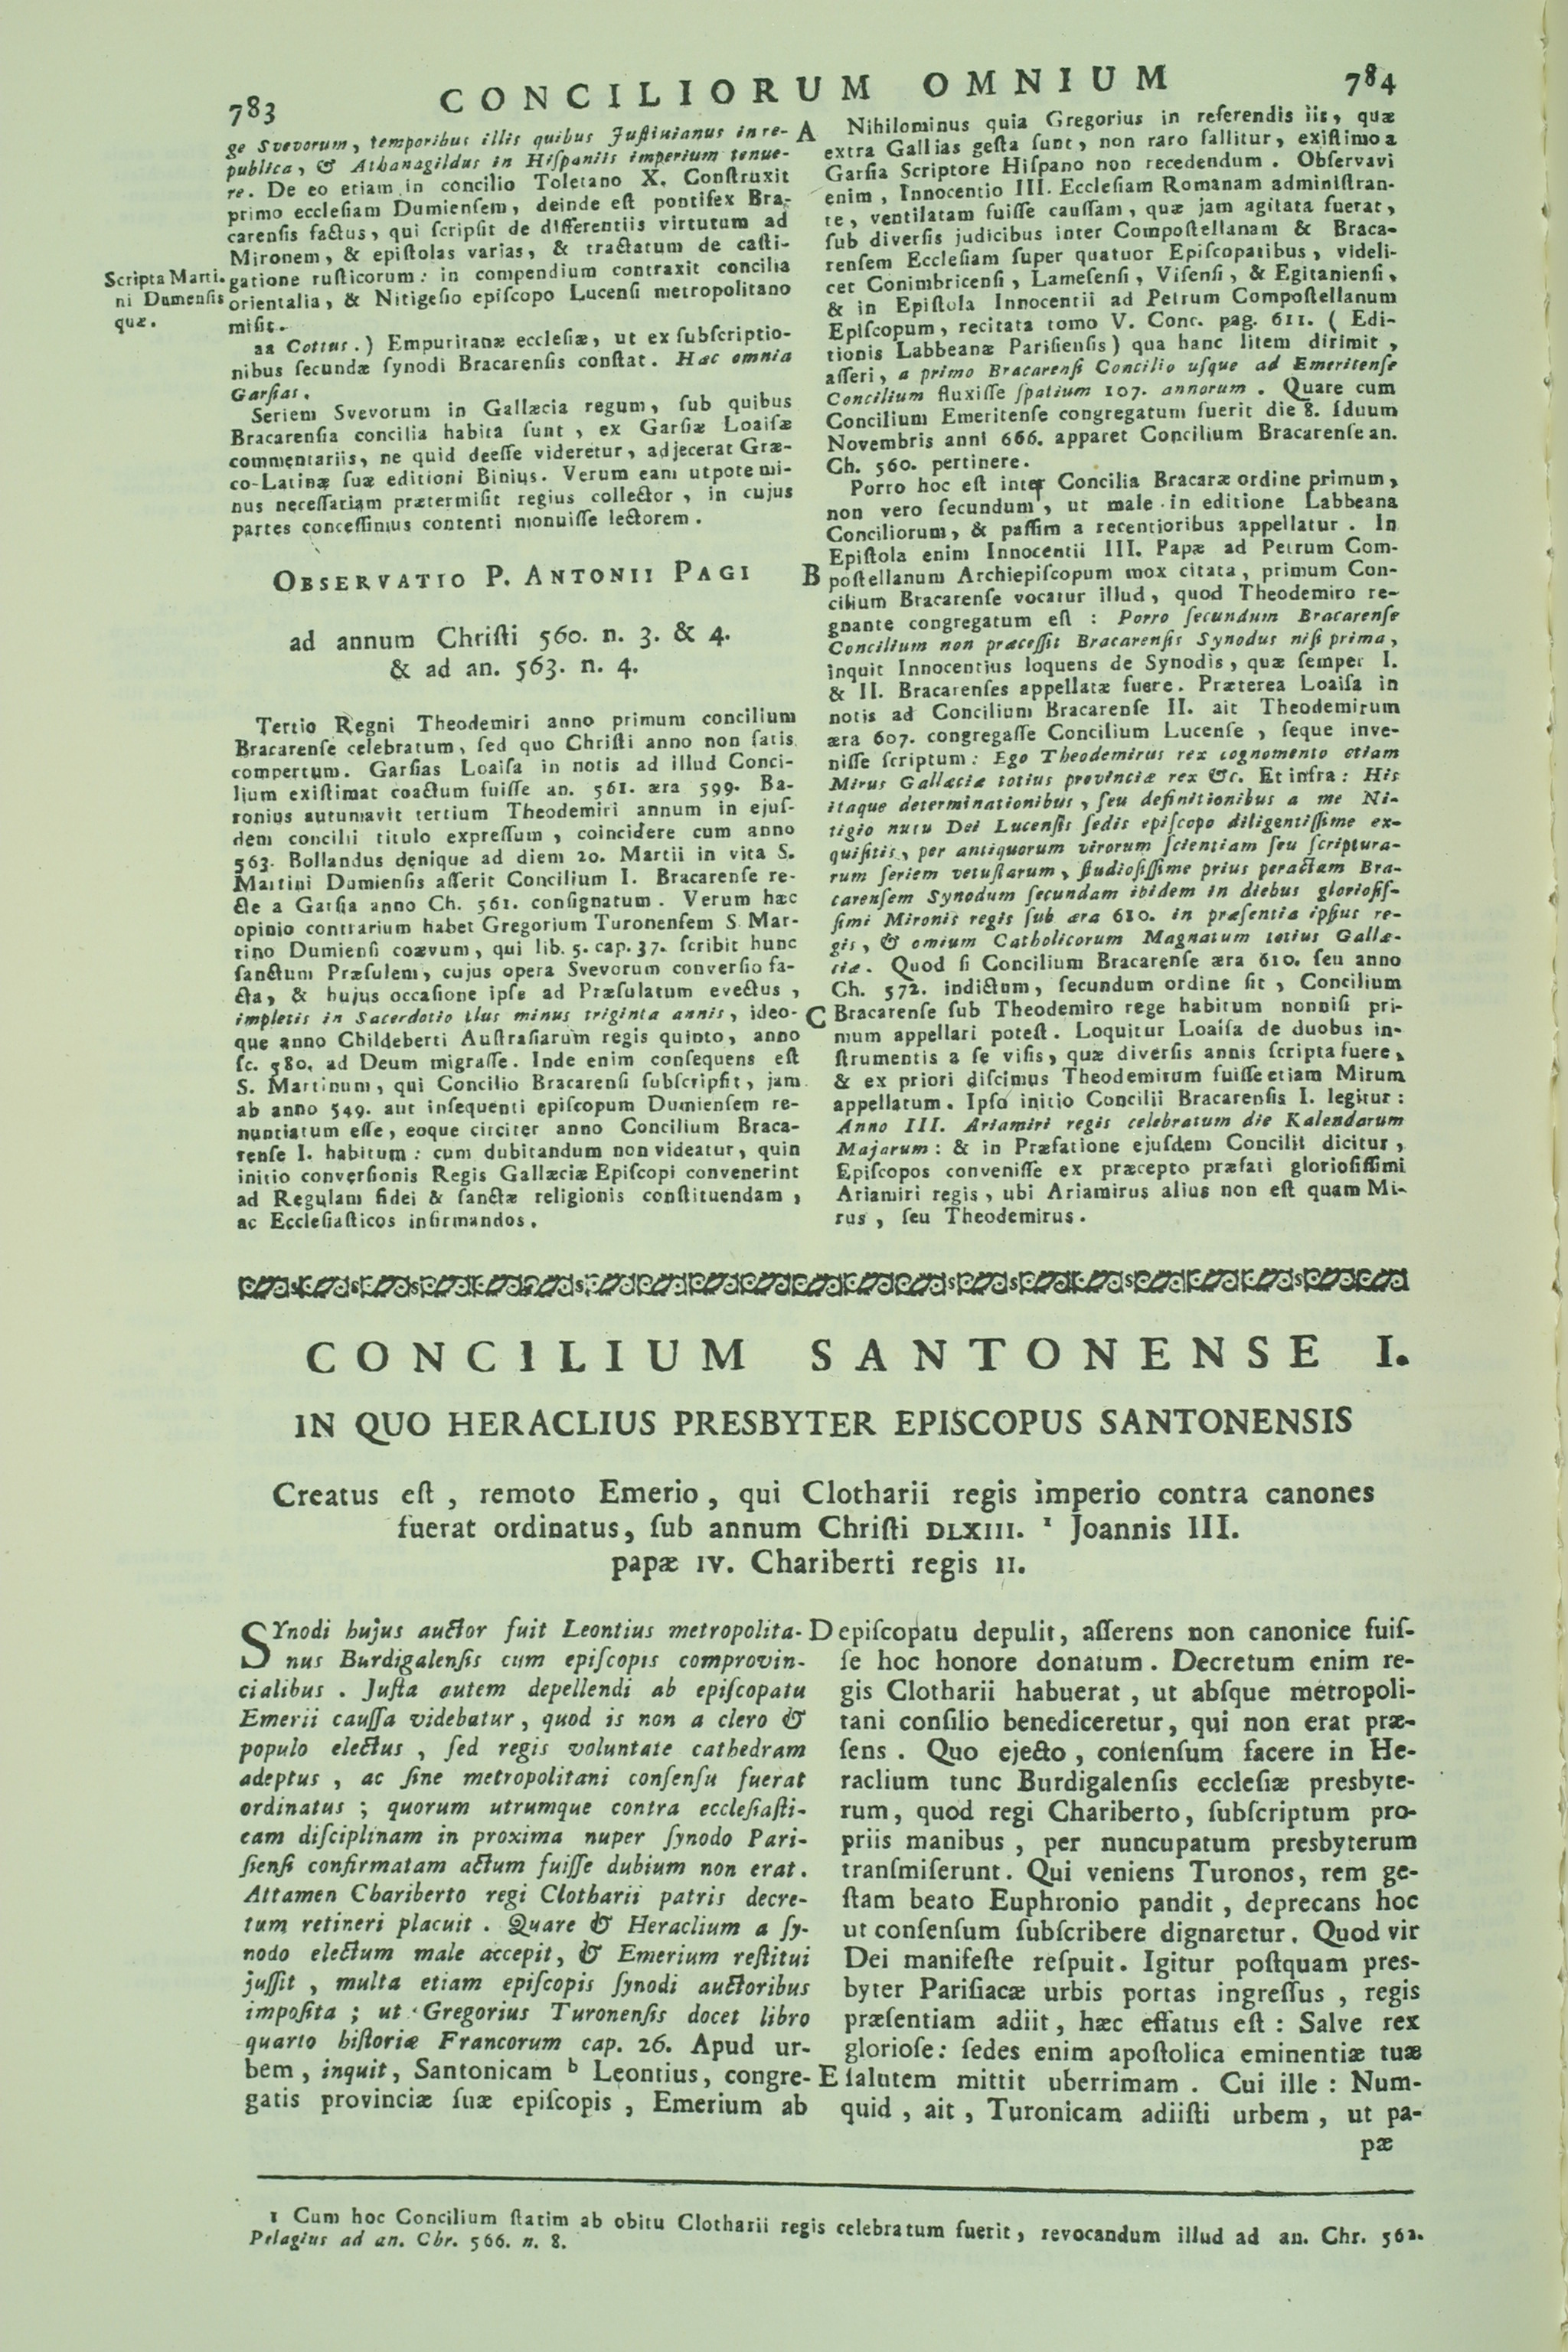 783 CONCILIORUM OMNIUM 784
ge Svevorum, temporibus illis quibus Juſtinianus in re-
publica, & Athanagildus in Hiſpaniis imperium tenue-
re. De eo etiam in concilio Toletano X. Conſtruxit
primo eccleſiam Dumienſem, deinde eſt pontifex Bra-
carenſis factus, qui ſcripſit de differentiis virtutum ad
Mironem, & epiſtolas varias, & tractatum de caſti-
gatione ruſticorum: in compendium contraxit concilia
orientalia, & Nitigeſio epiſcopo Lucenſi metropolitano
miſit.
Scripta Marti-
ni Dumenſis
quæ.
aa Cottus.) Empuritanæ eccleſiæ, ut ex ſubſcriptio-
nibus ſecundæ ſynodi Bracarenſis conſtat. Hæc omnia
Garſias.
Seriem Svevorum in Gallæcia regum, ſub quibus
Bracarenſia concilia habita ſunt, ex Garſiæ Loaiſæ
commentariis, ne quid deeſſe videretur, adjecerat Græ-
co-Latinæ ſuæ editioni Binius. Verum eam utpote mi-
nus neceſſariam prætermiſit regius collector, in cujus
partes conceſſimus contenti monuiſſe lectorem.
OBSERVATIO P. ANTONII PAGI
ad annum Chriſti 560. n. 3. & 4.
& ad an. 563. n. 4.
Tertio Regni Theodemiri anno primum concilium
Bracarenſe celebratum, ſed quo Chriſti anno non ſatis
compertum. Garſias Loaiſa in notis ad illud Conci-
lium exiſtimat coactum fuiſſe an. 561. æra 599. Ba-
ronius autumavit tertium Theodemiri annum in ejuſ-
dem concilii titulo expreſſum, coincidere cum anno
563. Bollandus denique ad diem 20. Martii in vita S.
Martini Dumienſis aſſerit Concilium I. Bracarenſe re-
cte a Garſia anno Ch. 561. conſignatum. Verum hæc
opinio contrarium habet Gregorium Turonenſem S. Mar-
tino Dumienſi coævum, qui lib. 5. cap. 37. ſcribit hunc
ſanctum Præſulem, cujus opera Svevorum converſio fa-
cta, & hujus occaſione ipſe ad Præſulatum evectus,
impletis in Sacerdotio plus minus triginta annis, ideo-
que anno Childeberti Auſtraſiarum regis quinto, anno
ſc. 580. ad Deum migraſſe. Inde enim conſequens eſt
S. Martinum, qui Concilio Bracarenſi ſubſcripſit, jam
ab anno 549. aut inſequenti epiſcopum Dumienſem re-
nuntiatum eſſe, eoque circiter anno Concilium Braca-
renſe I. habitum: cum dubitandum non videatur, quin
initio converſionis Regis Gallæciæ Epiſcopi convenerint
ad Regulam fidei & ſanctæ religionis conſtituendam,
ac Eccleſiaſticos infirmandos.
A Nihilominus quia Gregorius in referendis iis, quæ
extra Gallias geſta ſunt, non raro fallitur, exiſtimo a
Garſia Scriptore Hiſpano non recedendum. Obſervavi
enim, Innocentio III. Eccleſiam Romanam adminiſtran-
te, ventilatam fuiſſe cauſſam, quæ jam agitata fuerat,
ſub diverſis judicibus inter Compoſtellanam & Braca-
renſem Eccleſiam ſuper quatuor Epiſcopatibus, videli-
cet Conimbricenſi, Lameſenſi, Viſenſi, & Egitanienſi,
& in Epiſtola Innocentii ad Petrum Compoſtellanum
Epiſcopum, recitata tomo V. Conc. pag. 611. ( Edi-
tionis Labbeanæ Pariſienſis) qua hanc litem dirimit,
aſſeri, a primo Bracarenſi Concilio uſque ad Emeritenſe
Concilium fluxiſſe ſpatium 107. annorum. Quare cum
Concilium Emeritenſe congregatum fuerit die 8. Iduum
Novembris anni 666. apparet Concilium Bracarenſe an.
Ch. 560. pertinere.
Porro hoc eſt inter Concilia Bracaræ ordine primum,
non vero ſecundum, ut male in editione Labbeana
Conciliorum, & paſſim a recentioribus appellatur. In
Epiſtola enim Innocentii III. Papæ ad Petrum Com-
B poſtellanum Archiepiſcopum mox citata, primum Con-
cilium Bracarenſe vocatur illud, quod Theodemiro re-
gnante congregatum eſt: Porro ſecundum Bracarenſe
Concilium non præceſſit Bracarenſis Synodus niſi prima,
inquit Innocentius loquens de Synodis, quæ ſemper I.
& II. Bracarenſes appellatæ fuere. Præterea Loaiſa in
notis ad Concilium Bracarenſe II. ait Theodemirum
æra 607. congregaſſe Concilium Lucenſe, ſeque inve-
niſſe ſcriptum: Ego Theodemirus rex cognomento etiam
Mirus Gallæciæ totius provinciæ rex &c. Et infra: His
itaque determinationibus, ſeu definitionibus a me Ni-
tigio nutu Dei Lucenſis ſedis epiſcopo diligentiſſime ex-
quiſitis, per antiquorum virorum ſcientiam ſeu ſcriptura-
rum ſeriem vetuſtarum, ſtudioſiſſime prius peractam Bra-
carenſem Synodum ſecundam ibidem in diebus glorioſiſ-
ſimi Mironis regis ſub æra 610. in præſentia ipſius re-
gis, & omium Catholicorum Magnatum totius Gallæ-
ciæ. Quod ſi Concilium Bracarenſe æra 610. ſeu anno
Ch. 572. indictum, ſecundum ordine ſit, Concilium
C Bracarenſe ſub Theodemiro rege habitum nonniſi pri-
mum appellari poteſt. Loquitur Loaiſa de duobus in-
ſtrumentis a ſe viſis, quæ diverſis annis ſcripta fuere,
& ex priori diſcimus Theodemirum fuiſſe etiam Mirum
appellatum. Ipſo initio Concilii Bracarenſis I. legitur:
Anno III. Ariamiri regis celebratum die Kalendarum
Majarum: & in Præfatione ejuſdem Concilii dicitur,
Epiſcopos conveniſſe ex præcepto præfati glorioſiſſimi
Ariamiri regis, ubi Ariamirus alius non eſt quam Mi-
rus, ſeu Theodemirus.
CONCILIUM SANTONENSE I.
IN QUO HERACLIUS PRESBYTER EPISCOPUS SANTONENSIS
Creatus eſt, remoto Emerio, qui Clotharii regis imperio contra canones
fuerat ordinatus, ſub annum Chriſti DLXIII. 1 Joannis III.
papæ IV. Chariberti regis II.
SYnodi hujus auctor fuit Leontius metropolita-
nus Burdigalenſis cum epiſcopis comprovin-
cialibus. Juſta autem depellendi ab epiſcopatu
Emerii cauſſa videbatur, quod is non a clero &
populo electus, ſed regis voluntate cathedram
adeptus, ac ſine metropolitani conſenſu fuerat
ordinatus; quorum utrumque contra eccleſiaſti-
cam diſciplinam in proxima nuper ſynodo Pari-
ſienſi confirmatam actum fuiſſe dubium non erat.
Attamen Chariberto regi Clotharii patris decre-
tum retineri placuit. Quare & Heraclium a ſy-
nodo electum male accepit, & Emerium reſtitui
juſſit, multa etiam epiſcopis ſynodi auctoribus
impoſita; ut Gregorius Turonenſis docet libro
quarto hiſtoriæ Francorum cap. 26. Apud ur-
bem, inquit, Santonicam b Leontius, congre-
gatis provinciæ ſuæ epiſcopis, Emerium ab
D epiſcopatu depulit, aſſerens non canonice fuiſ-
ſe hoc honore donatum. Decretum enim re-
gis Clotharii habuerat, ut abſque metropoli-
tani conſilio benediceretur, qui non erat præ-
ſens. Quo ejecto, conſenſum facere in He-
raclium tunc Burdigalenſis eccleſiæ presbyte-
rum, quod regi Chariberto, ſubſcriptum pro-
priis manibus, per nuncupatum presbyterum
tranſmiſerunt. Qui veniens Turonos, rem ge-
ſtam beato Euphronio pandit, deprecans hoc
ut conſenſum ſubſcribere dignaretur. Quod vir
Dei manifeſte reſpuit. Igitur poſtquam pres-
byter Pariſiacæ urbis portas ingreſſus, regis
præſentiam adiit, hæc effatus eſt: Salve rex
glorioſe: ſedes enim apoſtolica eminentiæ tuæ
E ſalutem mittit uberrimam. Cui ille: Num-
quid, ait, Turonicam adiiſti urbem, ut pa-
pæ
1 Cum hoc Concilium ſtatim ab obitu Clotharii regis celebratum fuerit, revocandum illud ad an. Chr. 562.
Pelagius ad an. Chr. 566. n. 8.